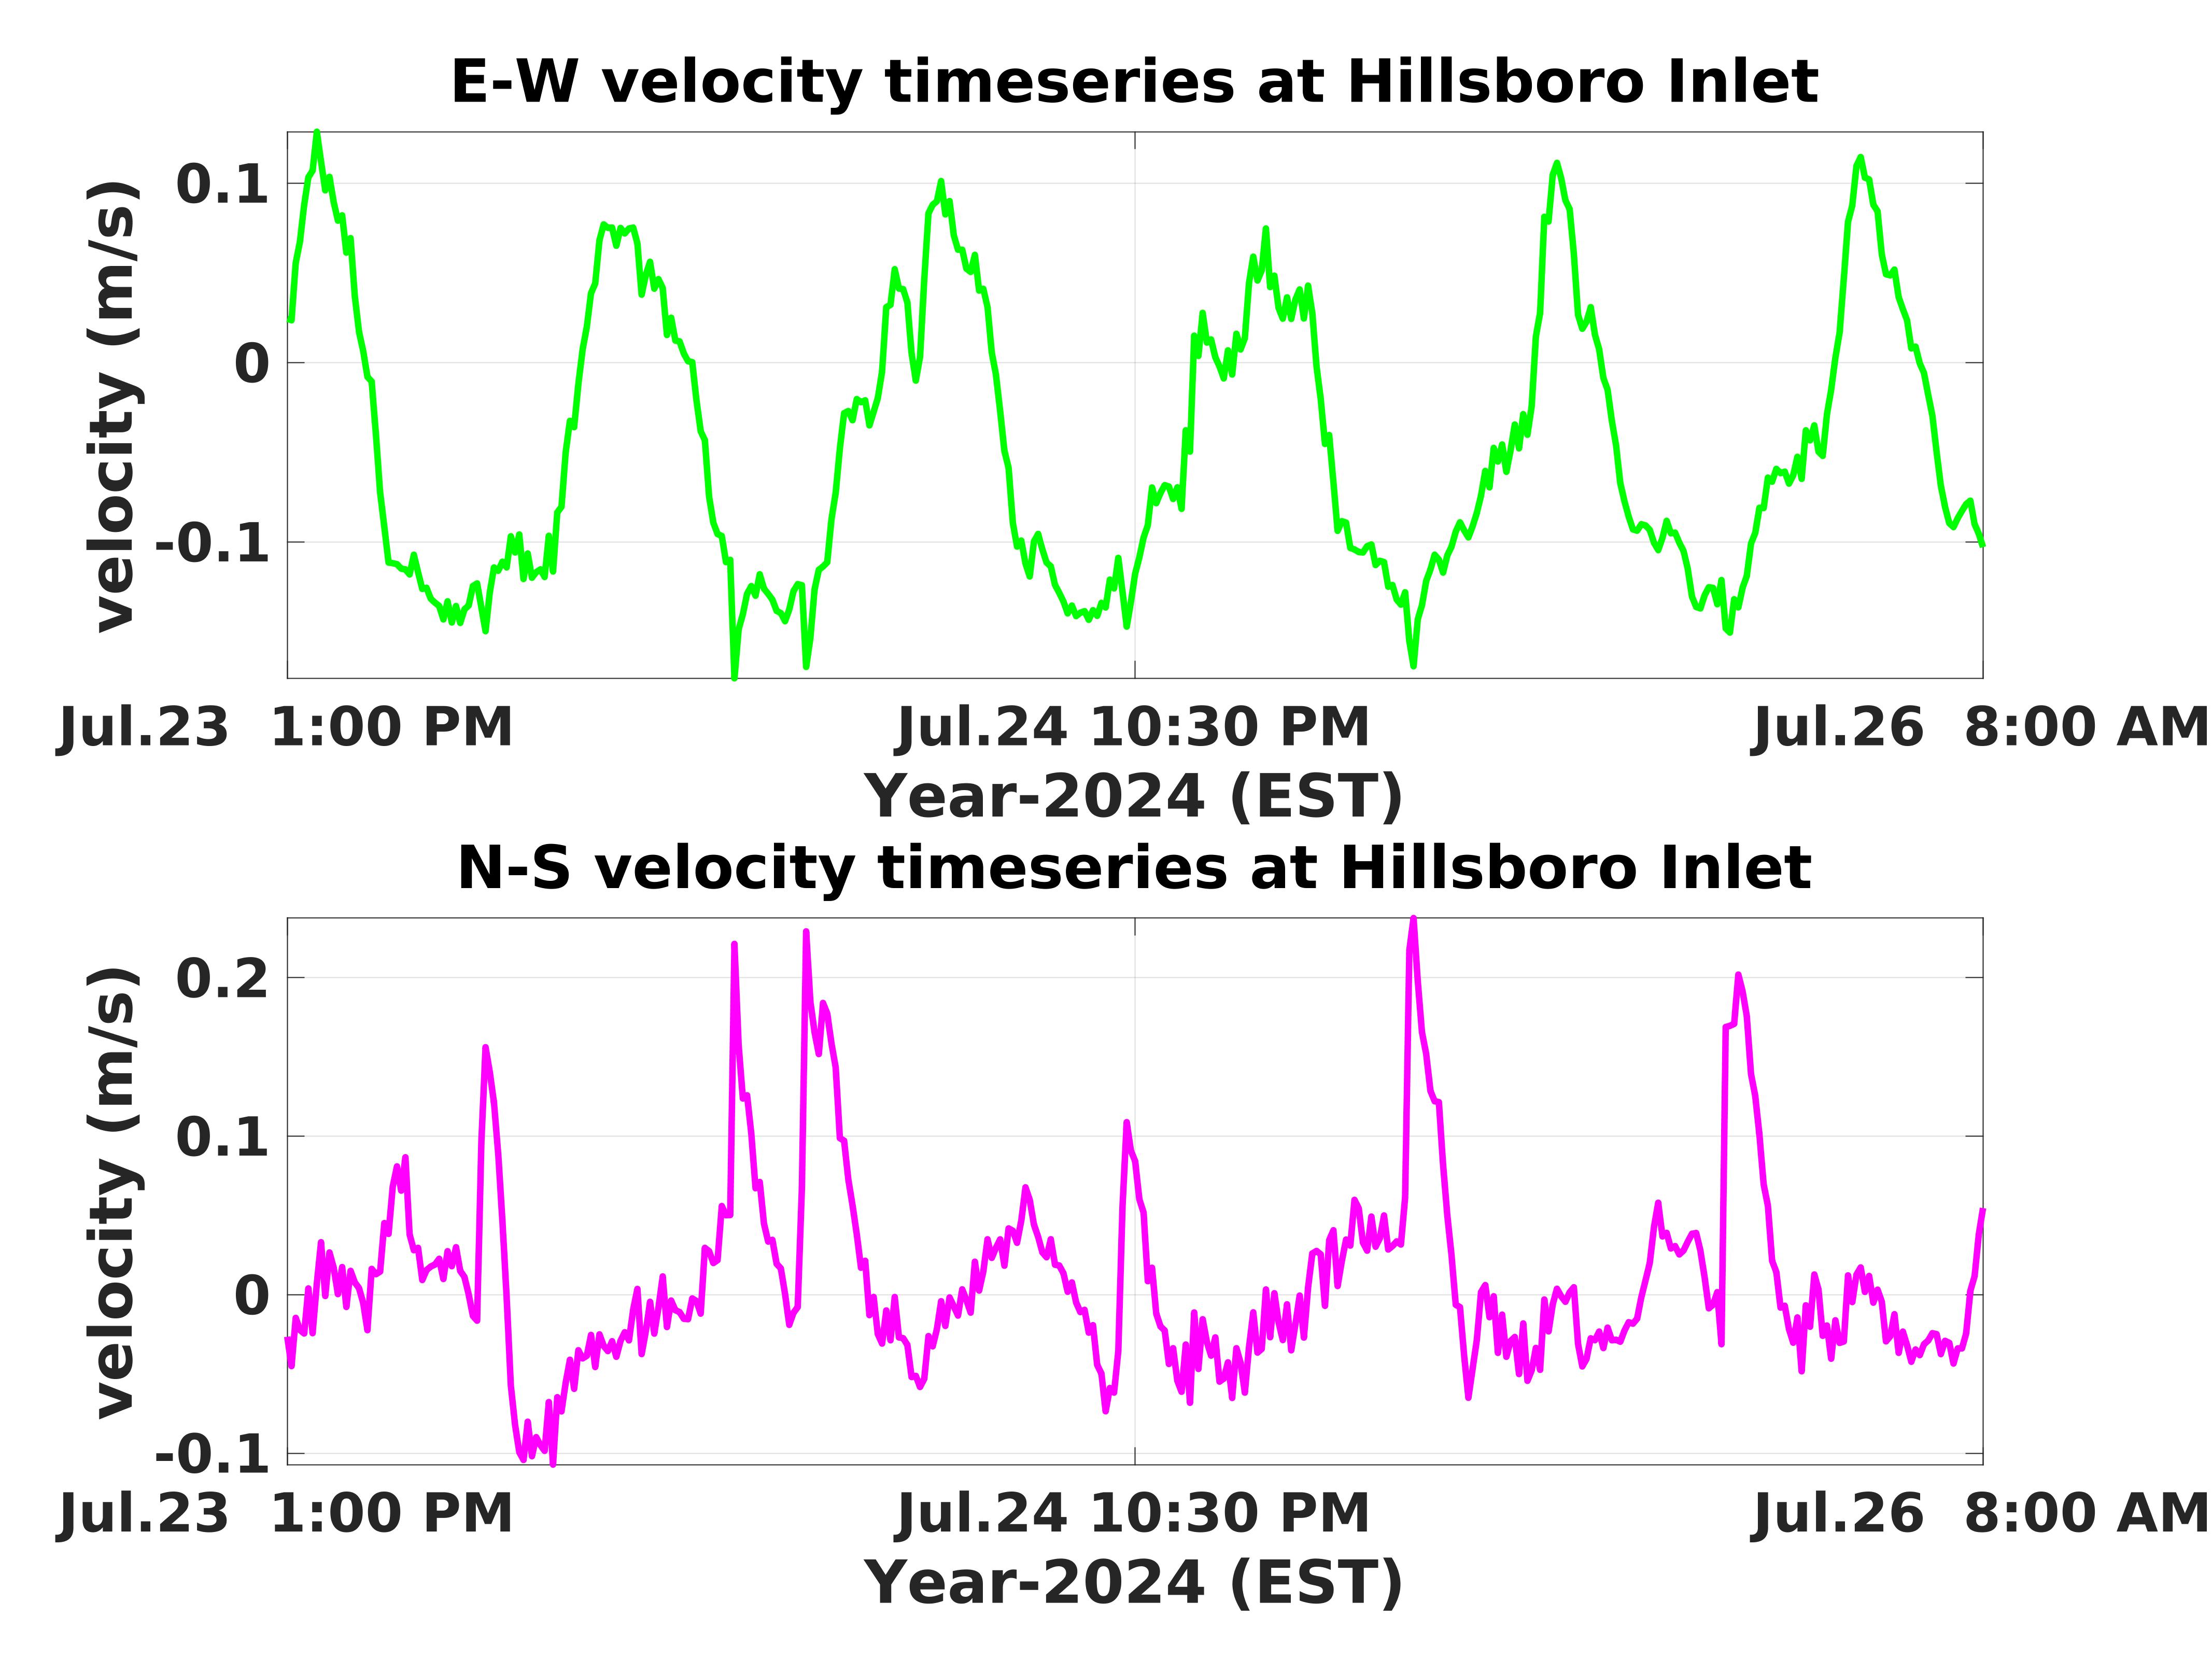 E-W velocity timeseries at Hillsboro Inlet
velocity (m/s)
0.1
0
-0.1
Jul.23  1:00 PM Jul.24 10:30 PM Jul.26  8:00 AM
Year-2024 (EST)
N-S velocity timeseries at Hillsboro Inlet
velocity (m/s)
0.2
0.1
0
-0.1
Jul.23  1:00 PM Jul.24 10:30 PM Jul.26  8:00 AM
Year-2024 (EST)